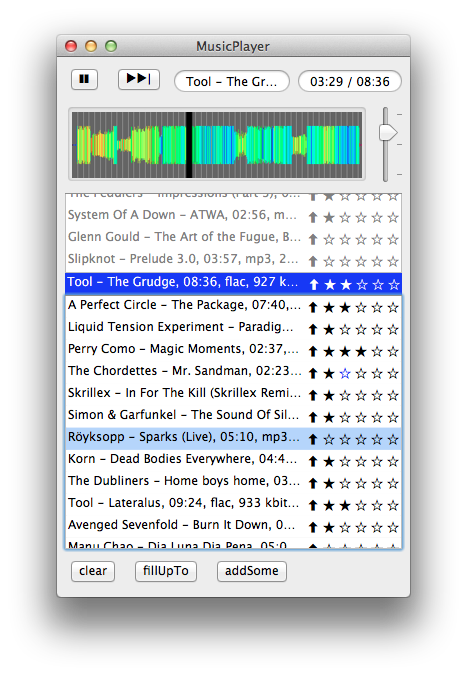 MusicPlayer
Tool – The Gr...
03:29 / 08:36
The Pedulers – Impression (Part 3), 0...
System Of A Down – ATWA, 02:56, m...
Glenn Gould – The Art of the Fugue, B...
Slipknot – Prelude 3.0, 03:57, mp3, 2...
Tool – The Grudge, 08:36, flac, 927 k...
A Perfect Circle – The Package, 07:40,...
Liquid Tension Experiment – Paradig...
Perry Como – Magic Moments, 02:37,...
The Chordettes – Mr. Sandman, 02:23...
Skrillex – In For The Kill (Skrillex Remi...
Simon & Garfunkel – The Sound Of Sil...
Röyksopp – Sparks (Live), 05:10, mp3...
Korn – Dead Bodies Everywhere, 04:4...
The Dubliners – Home boys home, 03...
Tool – Lateralus, 09:24, flac, 933 kbit...
Avenged Sevenfold – Burn It Down, 0...
Manu Chao – Dia Luna Dia Pena, 05:0...
clear
fillUpTo
addSome